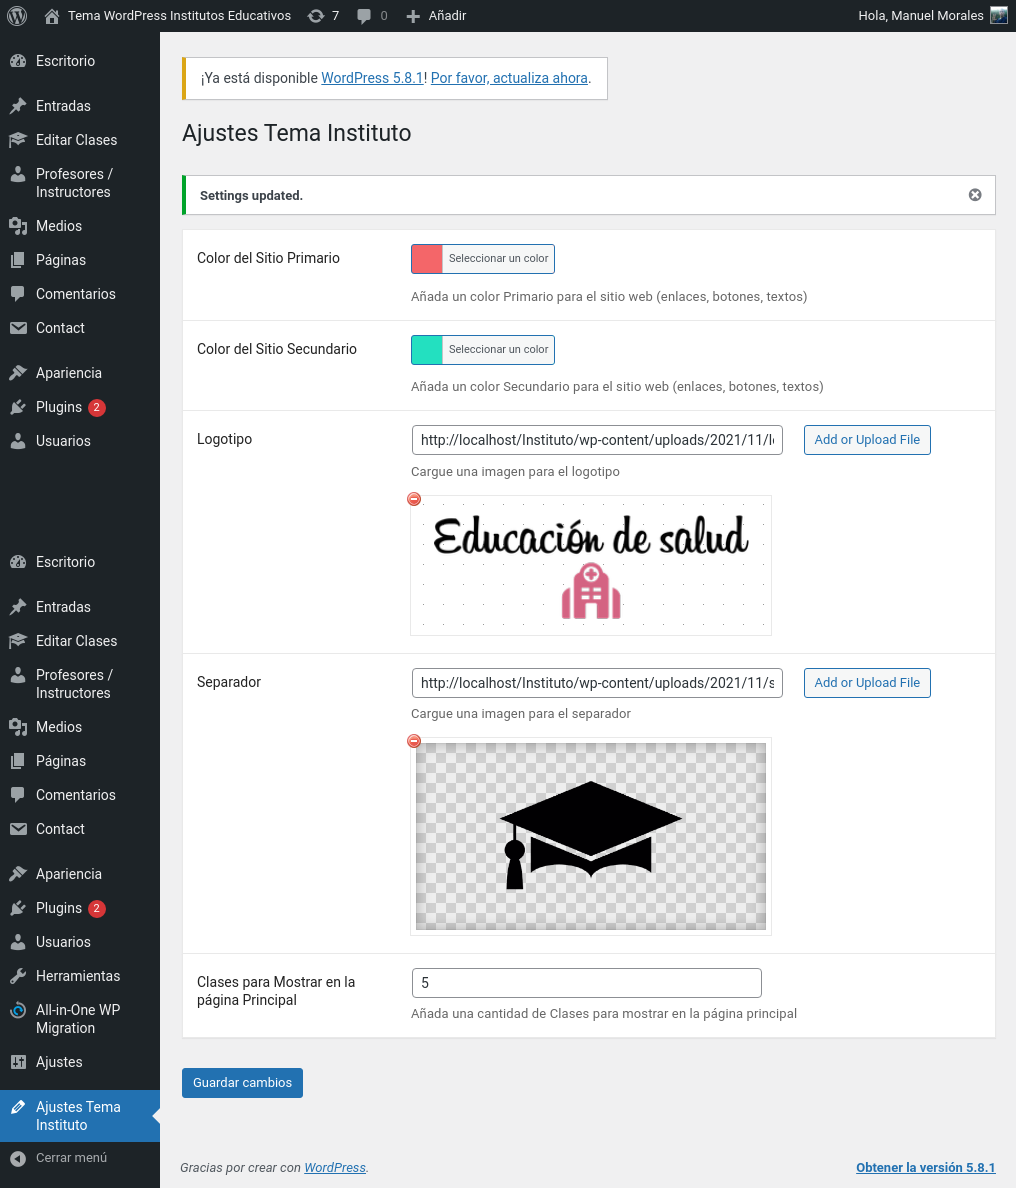 Tema WordPress Institutos Educativos 7 0 Añadir Hola, Manuel Morales
Escritorio
Entradas
Editar Clases
Profesores /
Instructores
Medios
Páginas
Comentarios
Contact
Apariencia
Plugins 2
Usuarios
Escritorio
Entradas
Editar Clases
Profesores /
Instructores
Medios
Páginas
Comentarios
Contact
Apariencia
Plugins 2
Usuarios
Herramientas
All-in-One WP
Migration
Ajustes
Ajustes Tema
Instituto
Cerrar menú
¡Ya está disponible WordPress 5.8.1! Por favor, actualiza ahora.
Ajustes Tema Instituto
Settings updated.
Color del Sitio Primario Seleccionar un color
Añada un color Primario para el sitio web (enlaces, botones, textos)
Color del Sitio Secundario Seleccionar un color
Añada un color Secundario para el sitio web (enlaces, botones, textos)
Logotipo http://localhost/Instituto/wp-content/uploads/2021/11/l Add or Upload File
Cargue una imagen para el logotipo
Educación de salud
Separador http://localhost/Instituto/wp-content/uploads/2021/11/s Add or Upload File
Cargue una imagen para el separador
Clases para Mostrar en la
página Principal
5
Añada una cantidad de Clases para mostrar en la página principal
Guardar cambios
Gracias por crear con WordPress. Obtener la versión 5.8.1